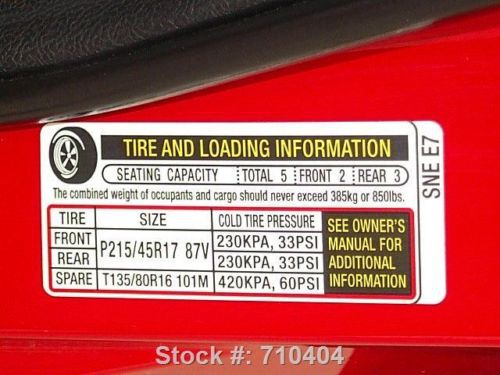 TIRE AND LOADING INFORMATION
SEATING CAPACITY TOTAL 5 FRONT 2 REAR 3
The combined weight of occupants and cargo should never exceed 385kg or 850lbs.
TIRE SIZE COLD TIRE PRESSURE
FRONT P215/45R17 87V 230KPA, 33PSI
REAR 230KPA, 33PSI
SPARE T135/80R16 101M 420KPA, 60PSI
SEE OWNER'S
MANUAL FOR
ADDITIONAL
INFORMATION
SNE E7
Stock #: 710404